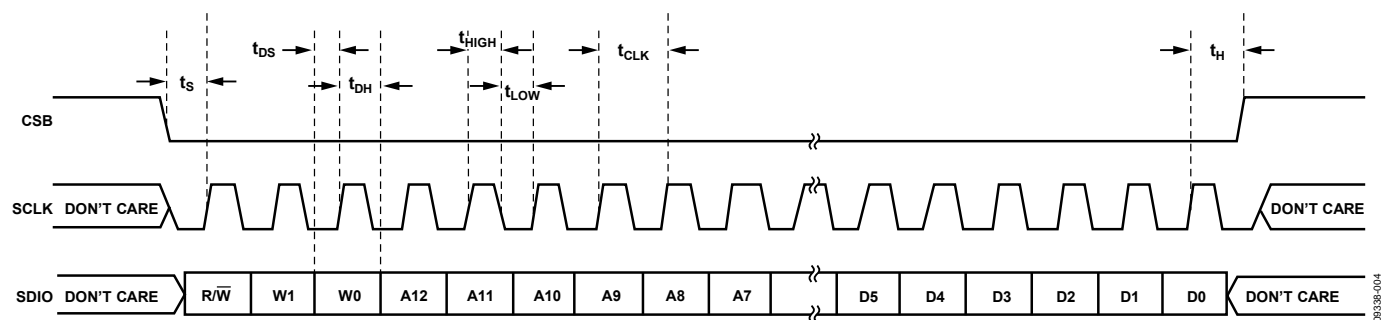 tDS
tHIGH
tCLK
tH
tS
tDH
tLOW
CSB
SCLK DON'T CARE
DON'T CARE
SDIO DON'T CARE R/W̅ W1 W0 A12 A11 A10 A9 A8 A7 D5 D4 D3 D2 D1 D0 DON'T CARE
09338-004